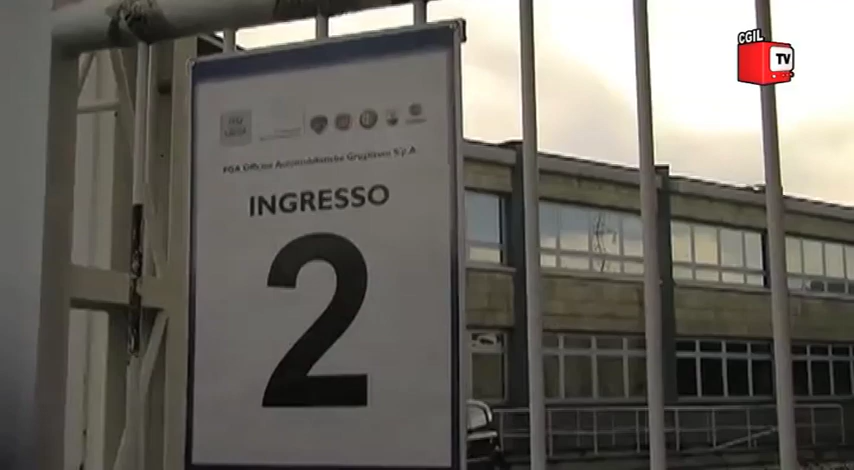 CGIL
TV
FGA Officine Automobilistiche Grugliasco S.p.A.
INGRESSO
2